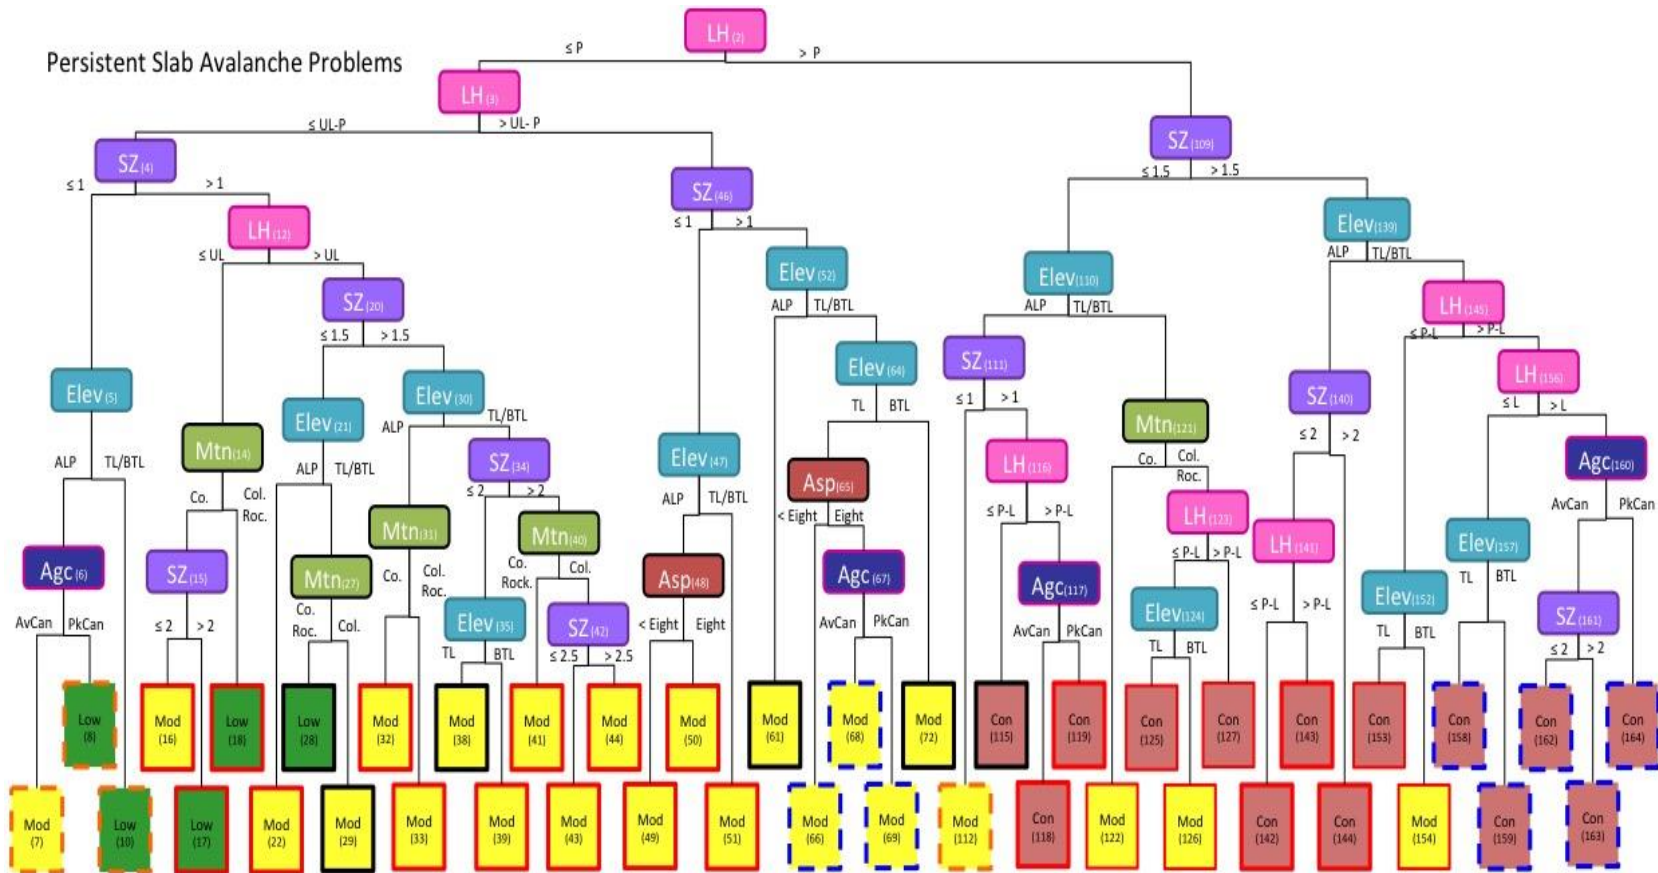 LH (2)
≤ P
> P
Persistent Slab Avalanche Problems
LH (3)
≤ UL-P
> UL- P
SZ (109)
SZ (4)
≤ 1.5
> 1.5
≤ 1
> 1
SZ (46)
≤ 1
> 1
LH (12)
Elev (139)
≤ UL
> UL
ALP
TL/BTL
Elev (52)
Elev (110)
SZ (20)
ALP
TL/BTL
ALP
TL/BTL
LH (145)
≤ 1.5
> 1.5
≤ P-L
> P-L
Elev (64)
SZ (111)
LH (156)
Elev (5)
Elev (30)
TL
BTL
≤ 1
> 1
SZ (140)
≤ L
> L
Elev (21)
ALP
TL/BTL
Mtn (121)
≤ 2
> 2
Mtn (14)
SZ (34)
Elev (47)
LH (116)
Co.
Col.
Roc.
Agc (160)
ALP
TL/BTL
ALP
TL/BTL
Asp (65)
AvCan
PkCan
Co.
Col.
Roc.
≤ 2
> 2
ALP
TL/BTL
< Eight
Eight
≤ P-L
> P-L
LH (123)
LH (141)
Elev (157)
Mtn (31)
Mtn (40)
≤ P-L
> P-L
TL
BTL
Agc (6)
SZ (15)
Mtn (27)
Co.
Col.
Roc.
Co.
Rock.
Col.
Asp (48)
Agc (67)
Agc (117)
Elev (124)
≤ P-L
> P-L
Elev (152)
SZ (161)
AvCan
PkCan
≤ 2
> 2
Co.
Roc.
Col.
Elev (35)
SZ (42)
< Eight
Eight
AvCan
PkCan
AvCan
PkCan
TL
BTL
TL
BTL
≤ 2
> 2
TL
BTL
≤ 2.5
> 2.5
Low (8)
Mod (16)
Low (18)
Low (28)
Mod (32)
Mod (38)
Mod (41)
Mod (44)
Mod (50)
Mod (61)
Mod (68)
Mod (72)
Con (115)
Con (119)
Con (125)
Con (127)
Con (143)
Con (153)
Con (158)
Con (162)
Con (164)
Mod (7)
Low (10)
Low (17)
Mod (22)
Mod (29)
Mod (33)
Mod (39)
Mod (43)
Mod (49)
Mod (51)
Mod (66)
Mod (69)
Mod (112)
Con (118)
Mod (122)
Mod (126)
Con (142)
Con (144)
Mod (154)
Con (159)
Con (163)